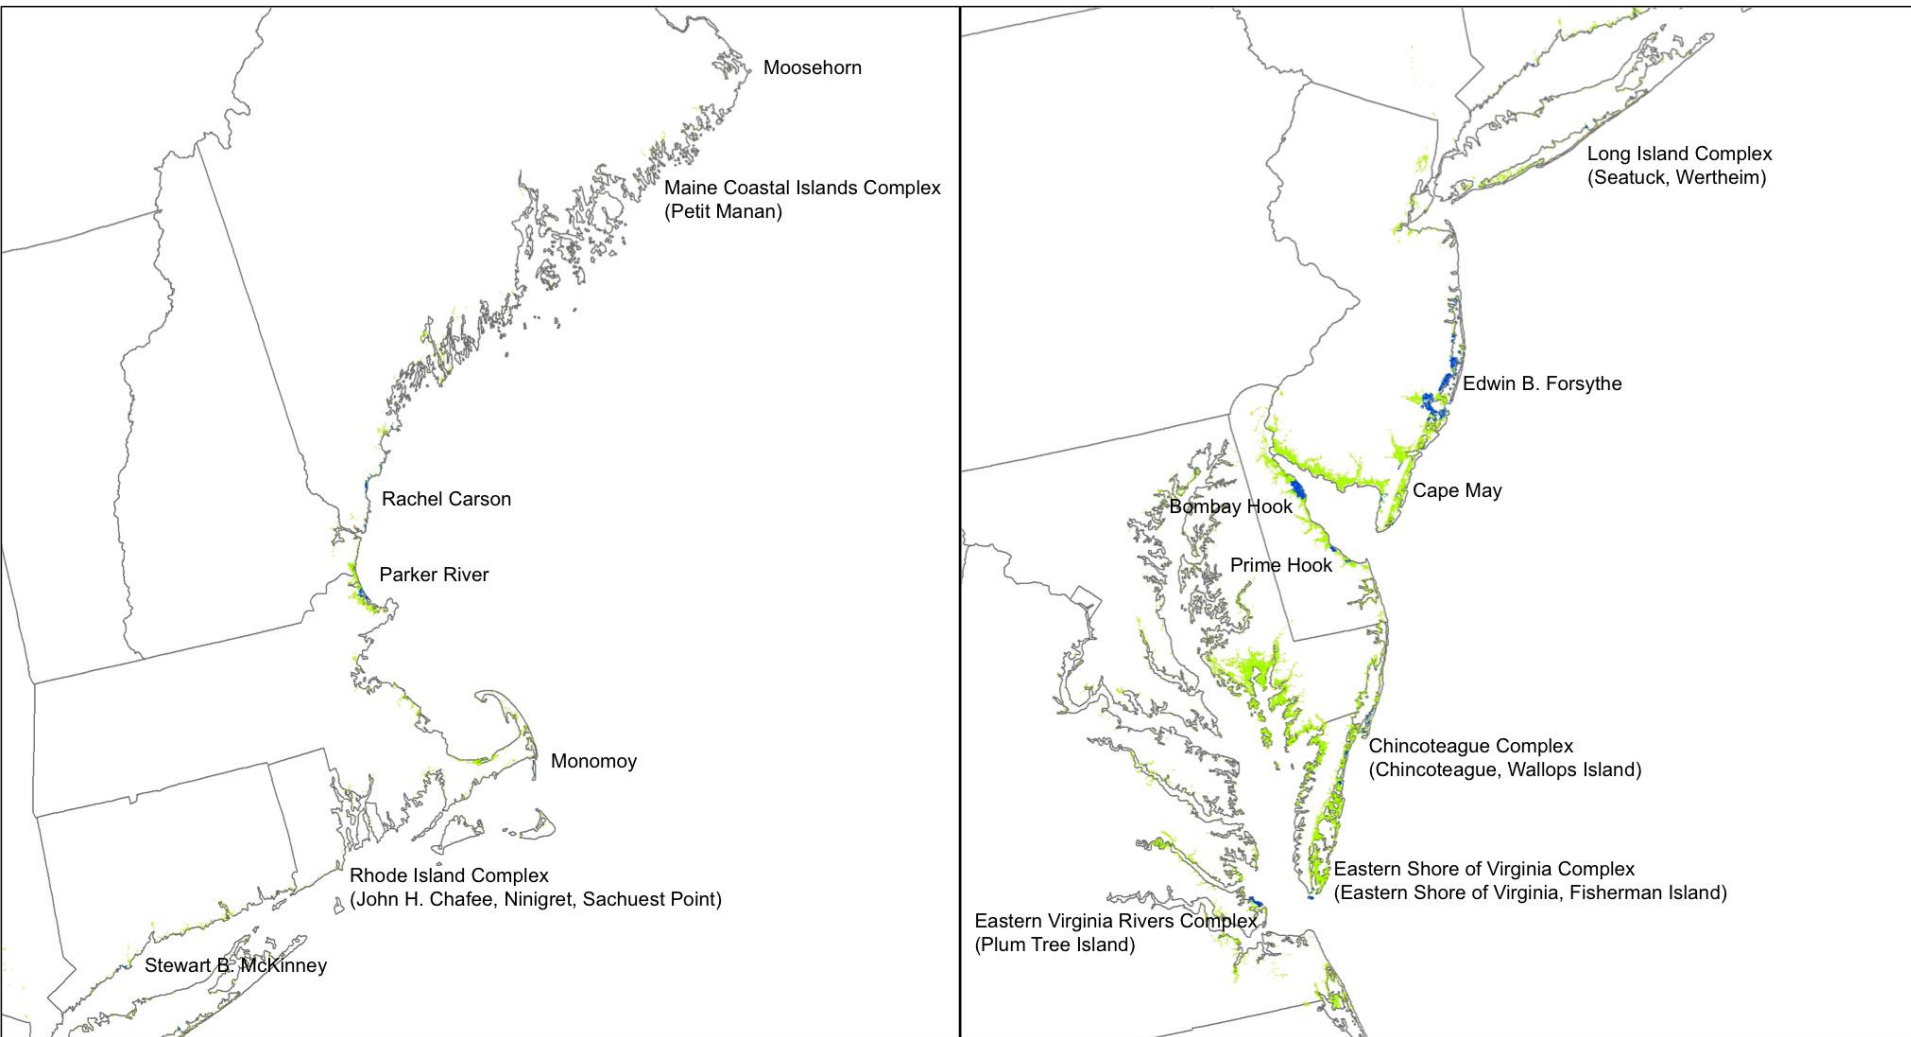 Moosehorn
Maine Coastal Islands Complex
(Petit Manan)
Rachel Carson
Parker River
Monomoy
Rhode Island Complex
(John H. Chafee, Ninigret, Sachuest Point)
Stewart B. McKinney
Long Island Complex
(Seatuck, Wertheim)
Edwin B. Forsythe
Cape May
Bombay Hook
Prime Hook
Chincoteague Complex
(Chincoteague, Wallops Island)
Eastern Shore of Virginia Complex
(Eastern Shore of Virginia, Fisherman Island)
Eastern Virginia Rivers Complex
(Plum Tree Island)